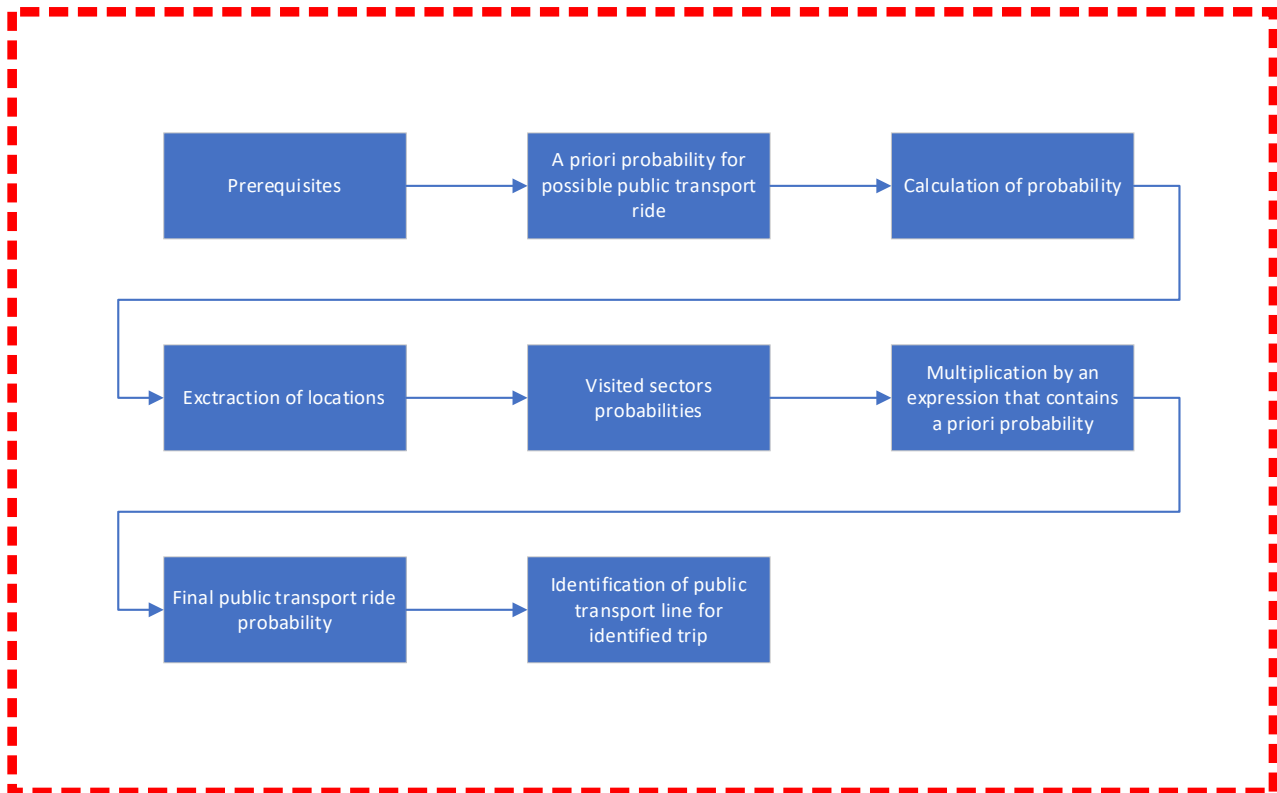 Prerequisites
A priori probability for
possible public transport
ride
Calculation of probability
Exctraction of locations
Visited sectors
probabilities
Multiplication by an
expression that contains
a priori probability
Final public transport ride
probability
Identification of public
transport line for
identified trip